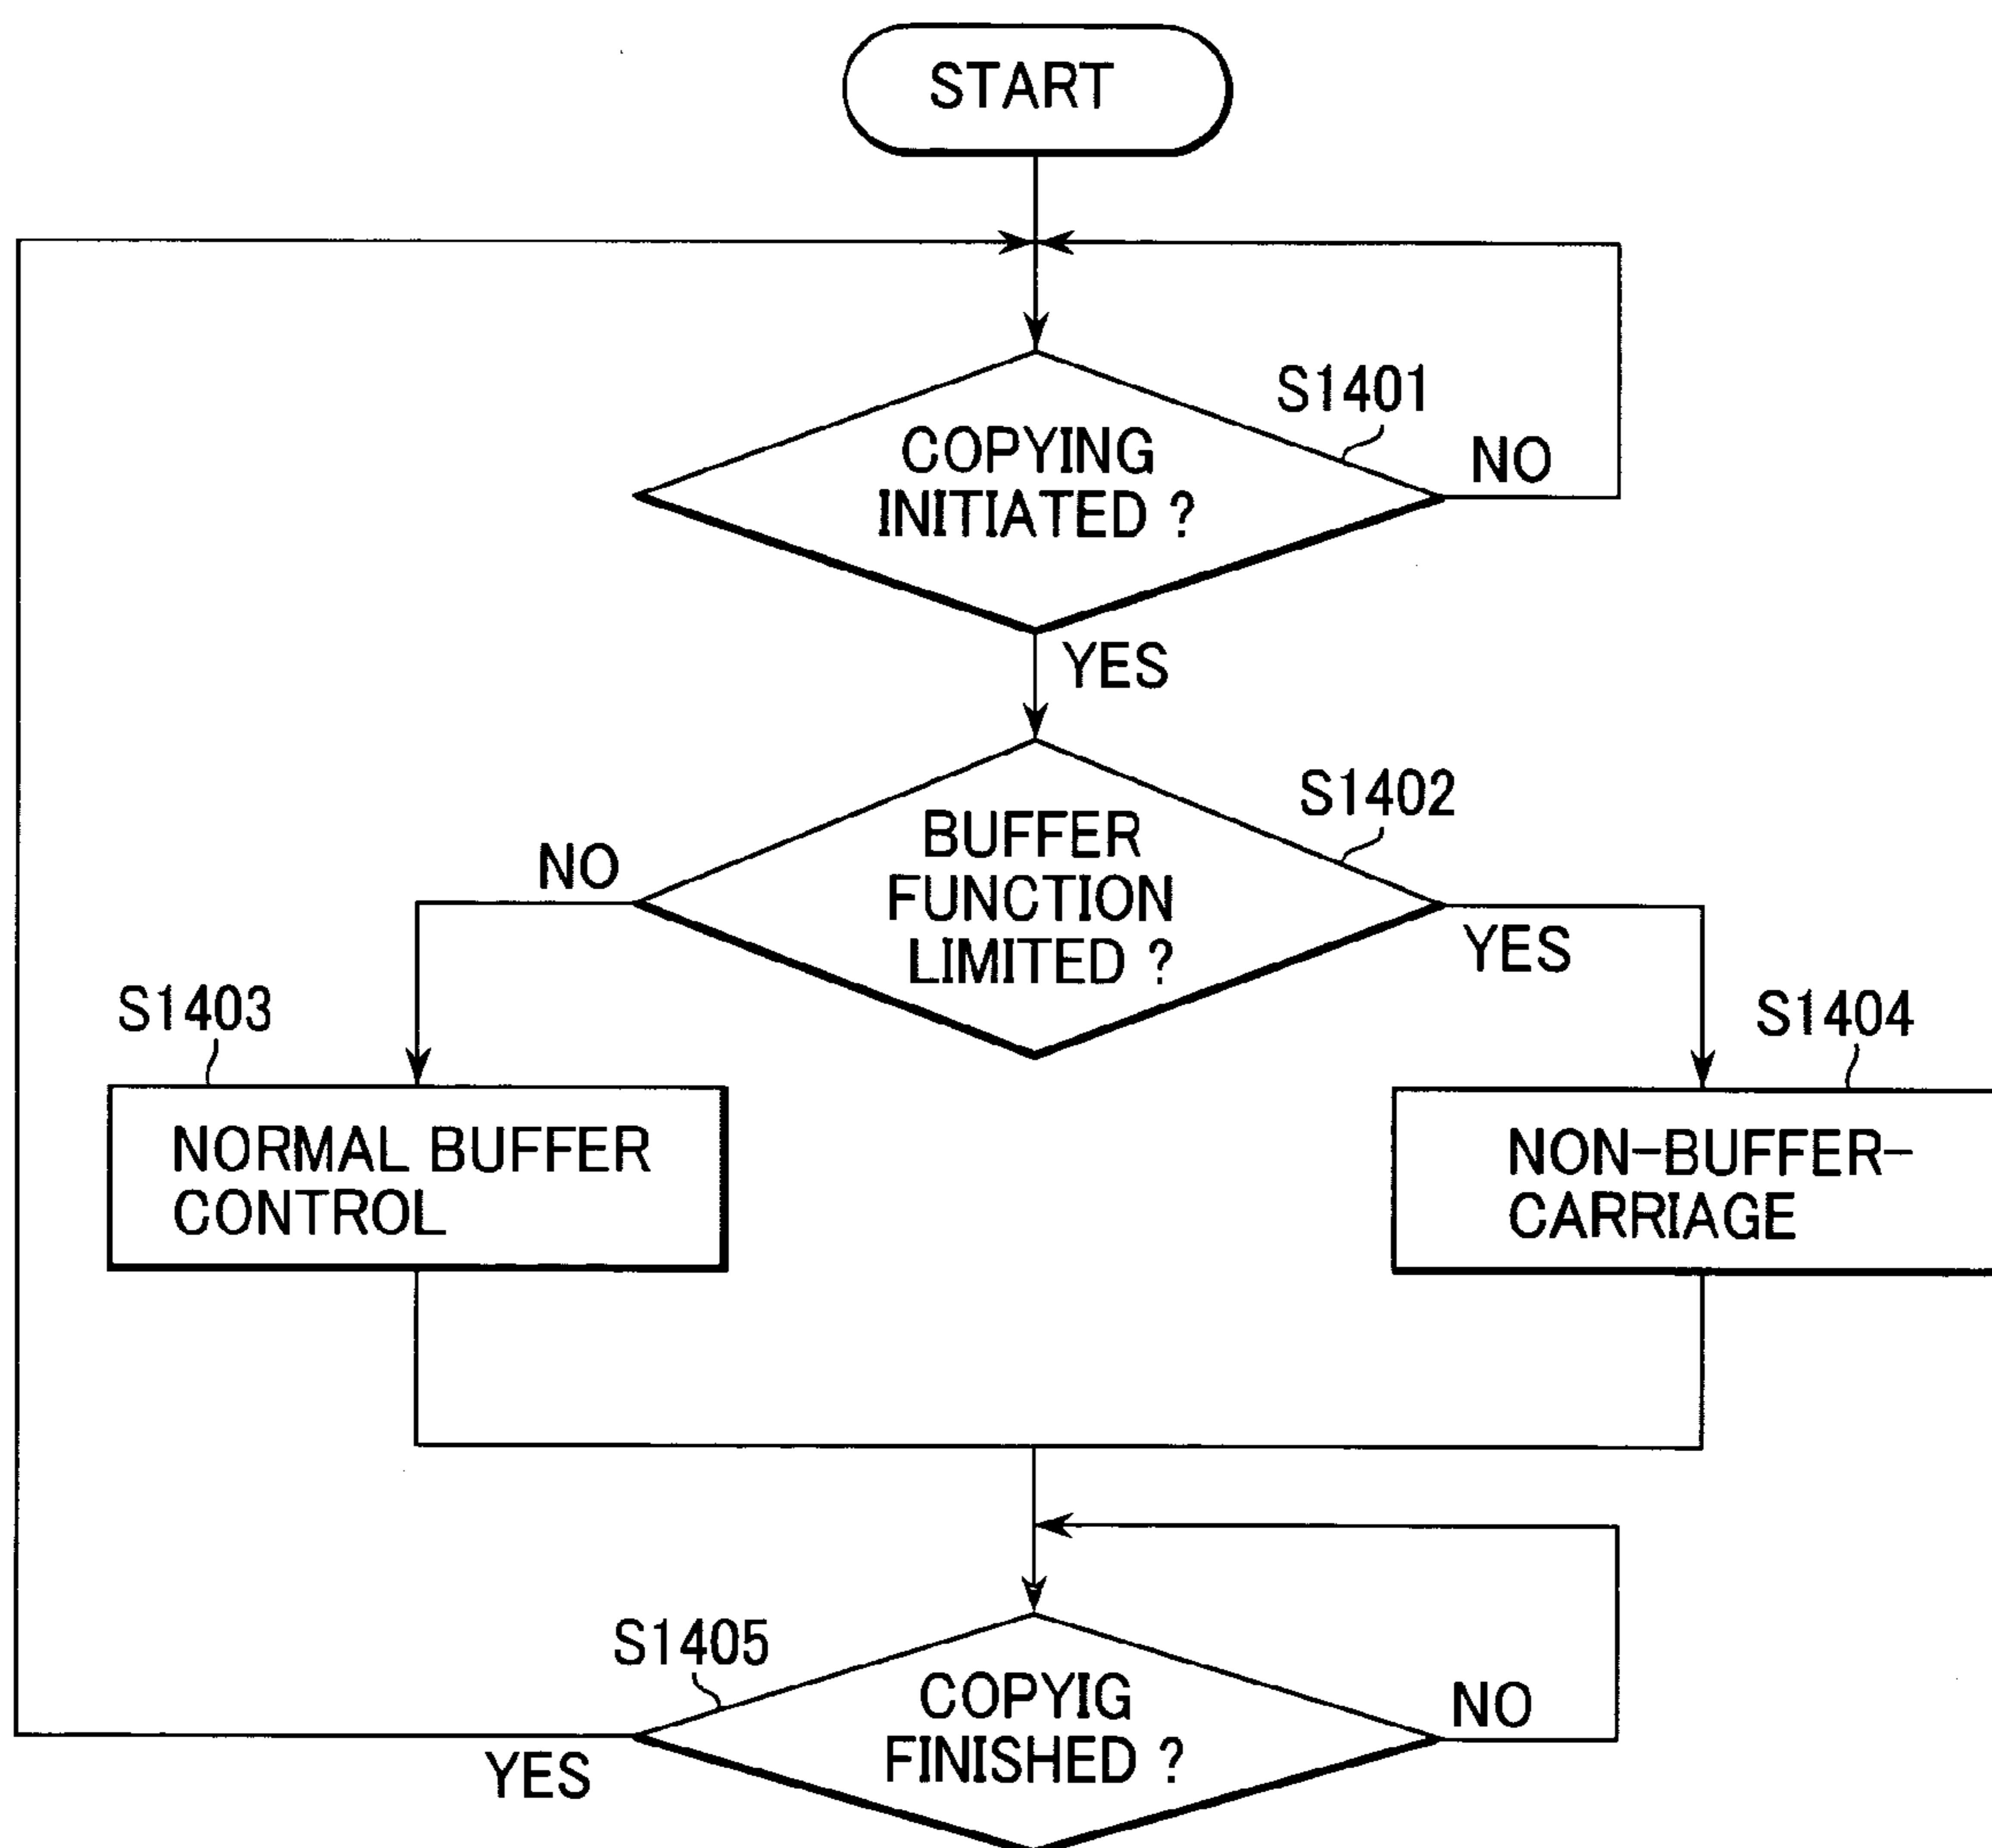 START
S1401
COPYING
INITIATED ?
NO
YES
S1402
BUFFER
FUNCTION
LIMITED ?
NO
YES
S1403
NORMAL BUFFER
CONTROL
S1404
NON-BUFFER-
CARRIAGE
S1405
COPYIG
FINISHED ?
NO
YES